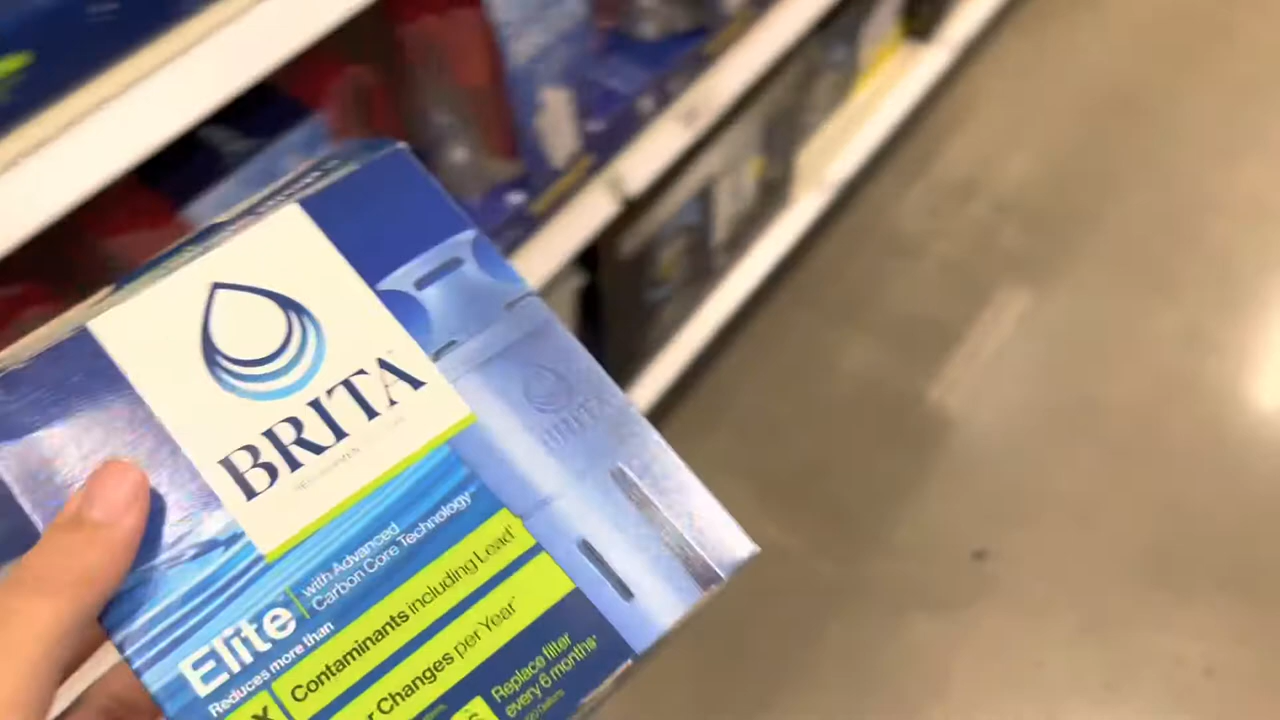 BRITA
Elite
with Advanced
Carbon Core Technology
Reduces more than
X Contaminants including Lead†
r Changes per Year*
Replace filter
every 6 months*
BRITA